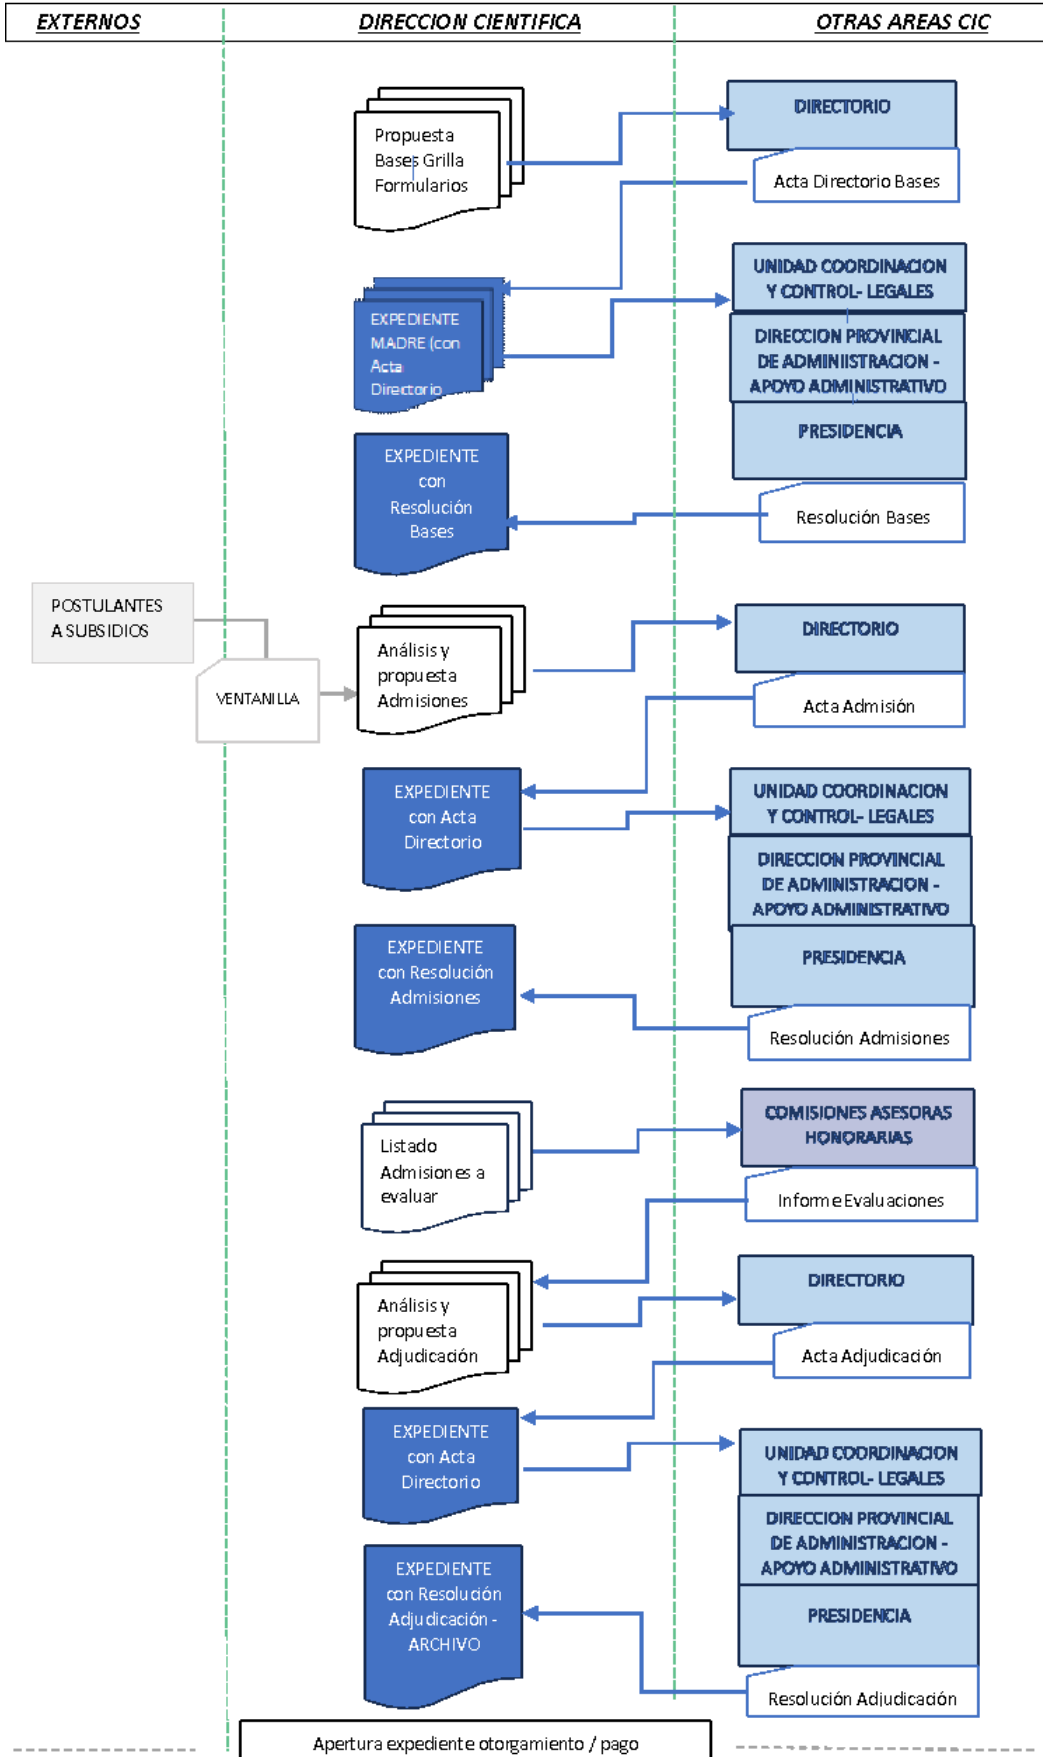 EXTERNOS
DIRECCION CIENTIFICA
OTRAS AREAS CIC
Propuesta
Bases Grilla
Formularios
DIRECTORIO
Acta Directorio Bases
EXPEDIENTE
MADRE (con
Acta
Directorio
UNIDAD COORDINACION
Y CONTROL- LEGALES
DIRECCION PROVINCIAL
DE ADMINIISTRACION -
APOYO ADMINISTRATIVO
PRESIDENCIA
EXPEDIENTE
con
Resolución
Bases
Resolución Bases
POSTULANTES
A SUBSIDIOS
VENTANILLA
Análisis y
propuesta
Admisiones
DIRECTORIO
Acta Admisión
EXPEDIENTE
con Acta
Directorio
UNIDAD COORDINACION
Y CONTROL- LEGALES
DIRECCION PROVINCIAL
DE ADMINISTRACION -
APOYO ADMINISTRATIVO
PRESIDENCIA
EXPEDIENTE
con Resolución
Admisiones
Resolución Admisiones
Listado
Admisiones a
evaluar
COMISIONES ASESORAS
HONORARIAS
Informe Evaluaciones
Análisis y
propuesta
Adjudicación
DIRECTORIO
Acta Adjudicación
EXPEDIENTE
con Acta
Directorio
UNIDAD COORDINACION
Y CONTROL- LEGALES
DIRECCION PROVINCIAL
DE ADMINISTRACION -
APOYO ADMINISTRATIVO
PRESIDENCIA
EXPEDIENTE
con Resolución
Adjudicación -
ARCHIVO
Resolución Adjudicación
Apertura expediente otorgamiento / pago